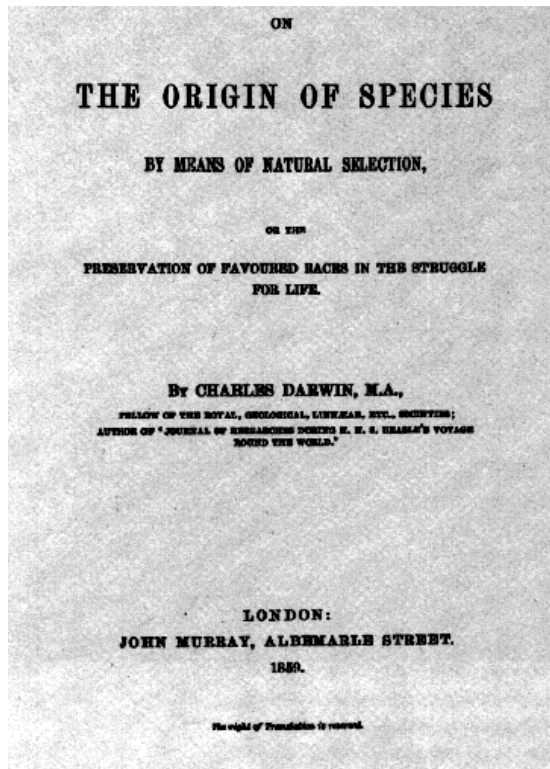 ON
THE ORIGIN OF SPECIES
BY MEANS OF NATURAL SELECTION,
OR THE
PRESERVATION OF FAVOURED RACES IN THE STRUGGLE
FOR LIFE.
By CHARLES DARWIN, M.A.,
FELLOW OF THE ROYAL, GEOLOGICAL, LINNÆAN, ETC., SOCIETIES;
AUTHOR OF "JOURNAL OF RESEARCHES DURING H. M. S. BEAGLE'S VOYAGE
ROUND THE WORLD."
LONDON:
JOHN MURRAY, ALBEMARLE STREET.
1859.
The right of Translation is reserved.